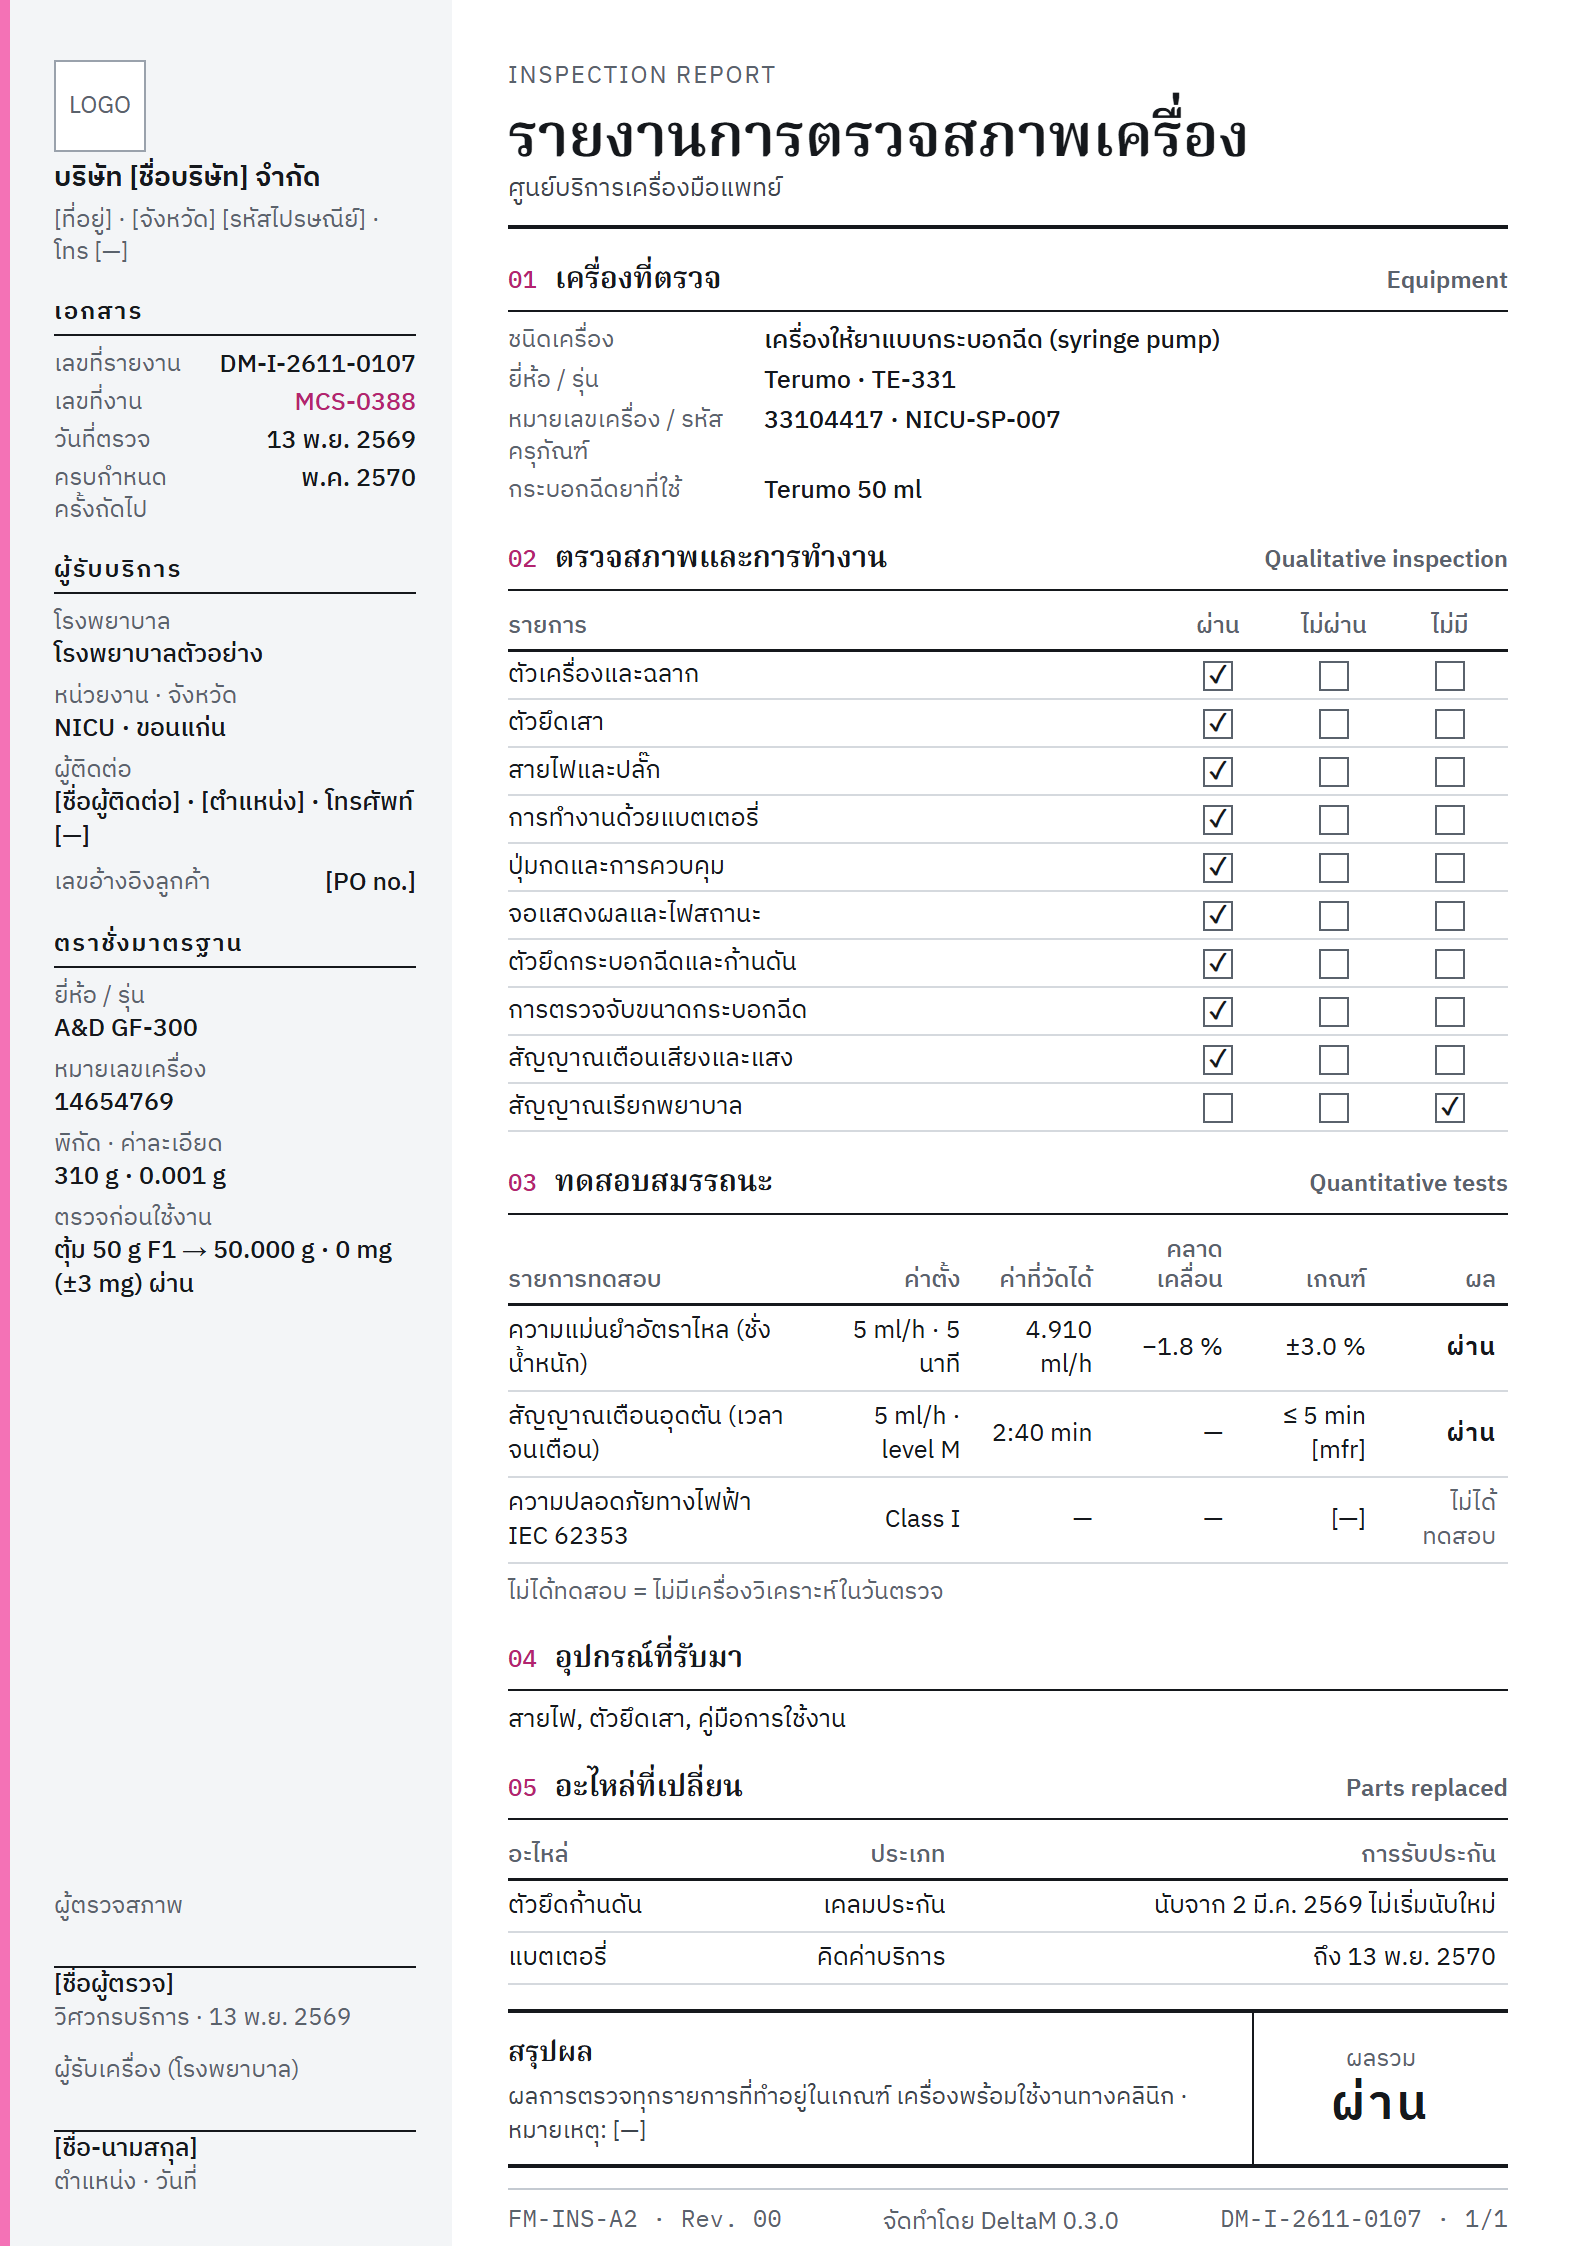 LOGO
บริษัท [ชื่อบริษัท] จำกัด
[ที่อยู่] · [จังหวัด] [รหัสไปรษณีย์] ·
โทร [—]
เอกสาร
เลขที่รายงาน DM-I-2611-0107
เลขที่งาน MCS-0388
วันที่ตรวจ 13 พ.ย. 2569
ครบกำหนด พ.ค. 2570
ครั้งถัดไป
ผู้รับบริการ
โรงพยาบาล
โรงพยาบาลตัวอย่าง
หน่วยงาน · จังหวัด
NICU · ขอนแก่น
ผู้ติดต่อ
[ชื่อผู้ติดต่อ] · [ตำแหน่ง] · โทรศัพท์
[—]
เลขอ้างอิงลูกค้า [PO no.]
ตราชั่งมาตรฐาน
ยี่ห้อ / รุ่น
A&D GF-300
หมายเลขเครื่อง
14654769
พิกัด · ค่าละเอียด
310 g · 0.001 g
ตรวจก่อนใช้งาน
ตุ้ม 50 g F1 → 50.000 g · 0 mg
(±3 mg) ผ่าน
ผู้ตรวจสภาพ
[ชื่อผู้ตรวจ]
วิศวกรบริการ · 13 พ.ย. 2569
ผู้รับเครื่อง (โรงพยาบาล)
[ชื่อ-นามสกุล]
ตำแหน่ง · วันที่
INSPECTION REPORT
รายงานการตรวจสภาพเครื่อง
ศูนย์บริการเครื่องมือแพทย์
01 เครื่องที่ตรวจ Equipment
ชนิดเครื่อง เครื่องให้ยาแบบกระบอกฉีด (syringe pump)
ยี่ห้อ / รุ่น Terumo · TE-331
หมายเลขเครื่อง / รหัส 33104417 · NICU-SP-007
ครุภัณฑ์
กระบอกฉีดยาที่ใช้ Terumo 50 ml
02 ตรวจสภาพและการทำงาน Qualitative inspection
รายการ ผ่าน ไม่ผ่าน ไม่มี
ตัวเครื่องและฉลาก ✓
ตัวยึดเสา ✓
สายไฟและปลั๊ก ✓
การทำงานด้วยแบตเตอรี่ ✓
ปุ่มกดและการควบคุม ✓
จอแสดงผลและไฟสถานะ ✓
ตัวยึดกระบอกฉีดและก้านดัน ✓
การตรวจจับขนาดกระบอกฉีด ✓
สัญญาณเตือนเสียงและแสง ✓
สัญญาณเรียกพยาบาล ✓
03 ทดสอบสมรรถนะ Quantitative tests
รายการทดสอบ ค่าตั้ง ค่าที่วัดได้ คลาดเคลื่อน เกณฑ์ ผล
ความแม่นยำอัตราไหล (ชั่ง 5 ml/h · 5 4.910 −1.8 % ±3.0 % ผ่าน
น้ำหนัก) นาที ml/h
สัญญาณเตือนอุดตัน (เวลา 5 ml/h · 2:40 min — ≤ 5 min ผ่าน
จนเตือน) level M [mfr]
ความปลอดภัยทางไฟฟ้า Class I — — [—] ไม่ได้
IEC 62353 ทดสอบ
ไม่ได้ทดสอบ = ไม่มีเครื่องวิเคราะห์ในวันตรวจ
04 อุปกรณ์ที่รับมา
สายไฟ, ตัวยึดเสา, คู่มือการใช้งาน
05 อะไหล่ที่เปลี่ยน Parts replaced
อะไหล่ ประเภท การรับประกัน
ตัวยึดก้านดัน เคลมประกัน นับจาก 2 มี.ค. 2569 ไม่เริ่มนับใหม่
แบตเตอรี่ คิดค่าบริการ ถึง 13 พ.ย. 2570
สรุปผล
ผลการตรวจทุกรายการที่ทำอยู่ในเกณฑ์ เครื่องพร้อมใช้งานทางคลินิก ·
หมายเหตุ: [—]
ผลรวม
ผ่าน
FM-INS-A2 · Rev. 00 จัดทำโดย DeltaM 0.3.0 DM-I-2611-0107 · 1/1